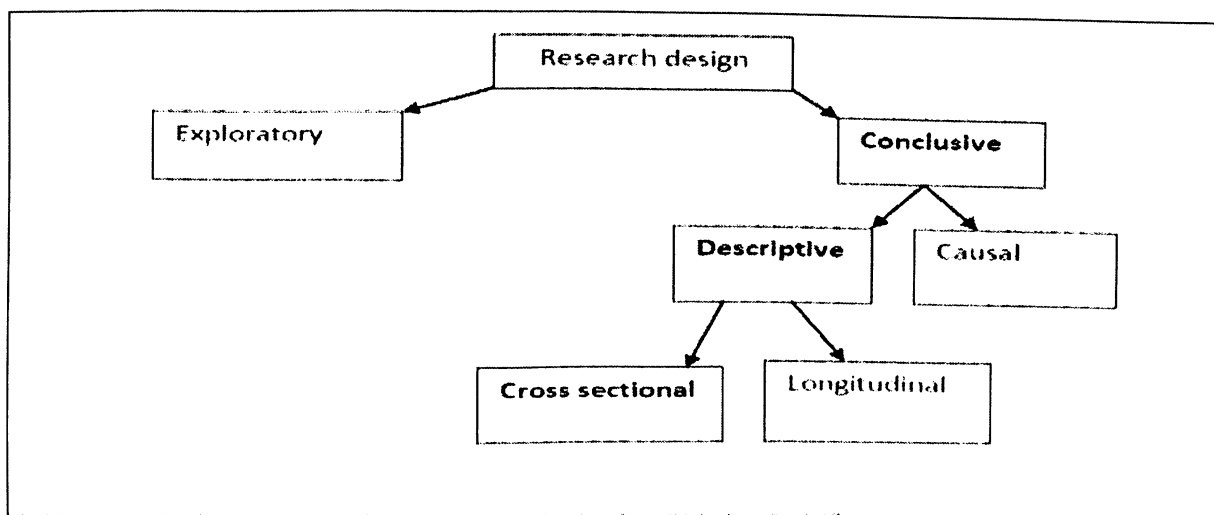 Research design
Exploratory
Conclusive
Descriptive
Causal
Cross sectional
Longitudinal